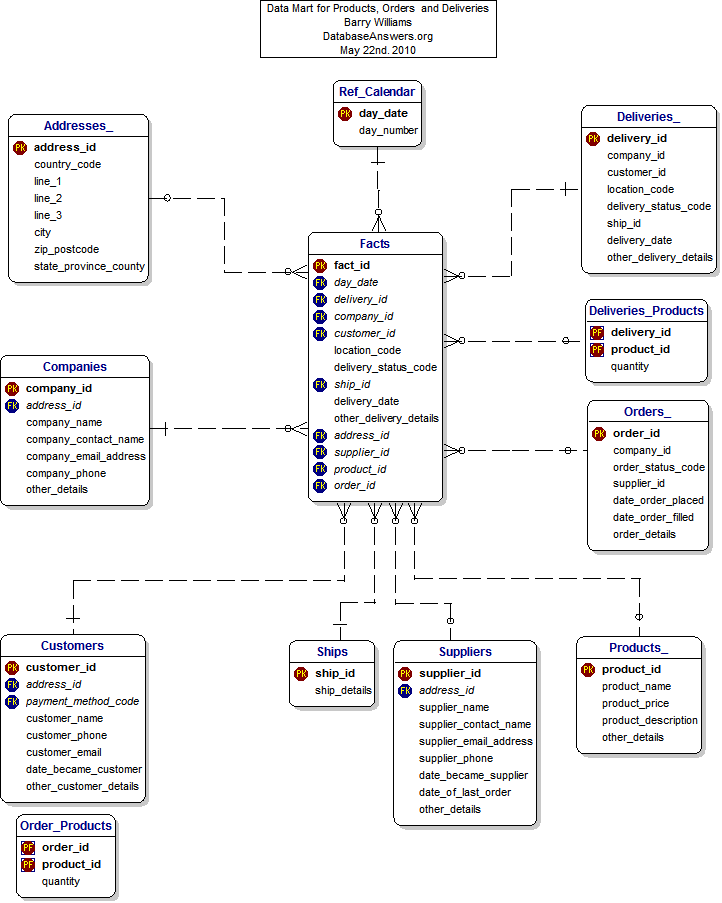 Data Mart for Products, Orders and Deliveries
Barry Williams
DatabaseAnswers.org
May 22nd. 2010
Ref_Calendar
PK day_date
day_number
Addresses_
PK address_id
country_code
line_1
line_2
line_3
city
zip_postcode
state_province_county
Deliveries_
PK delivery_id
company_id
customer_id
location_code
delivery_status_code
ship_id
delivery_date
other_delivery_details
Facts
PK fact_id
FK day_date
FK delivery_id
FK company_id
FK customer_id
location_code
delivery_status_code
FK ship_id
delivery_date
other_delivery_details
FK address_id
FK supplier_id
FK product_id
FK order_id
Deliveries_Products
PF delivery_id
PF product_id
quantity
Companies
PK company_id
FK address_id
company_name
company_contact_name
company_email_address
company_phone
other_details
Orders_
PK order_id
company_id
order_status_code
supplier_id
date_order_placed
date_order_filled
order_details
Customers
PK customer_id
FK address_id
FK payment_method_code
customer_name
customer_phone
customer_email
date_became_customer
other_customer_details
Ships
PK ship_id
ship_details
Suppliers
PK supplier_id
FK address_id
supplier_name
supplier_contact_name
supplier_email_address
supplier_phone
date_became_supplier
date_of_last_order
other_details
Products_
PK product_id
product_name
product_price
product_description
other_details
Order_Products
PF order_id
PF product_id
quantity